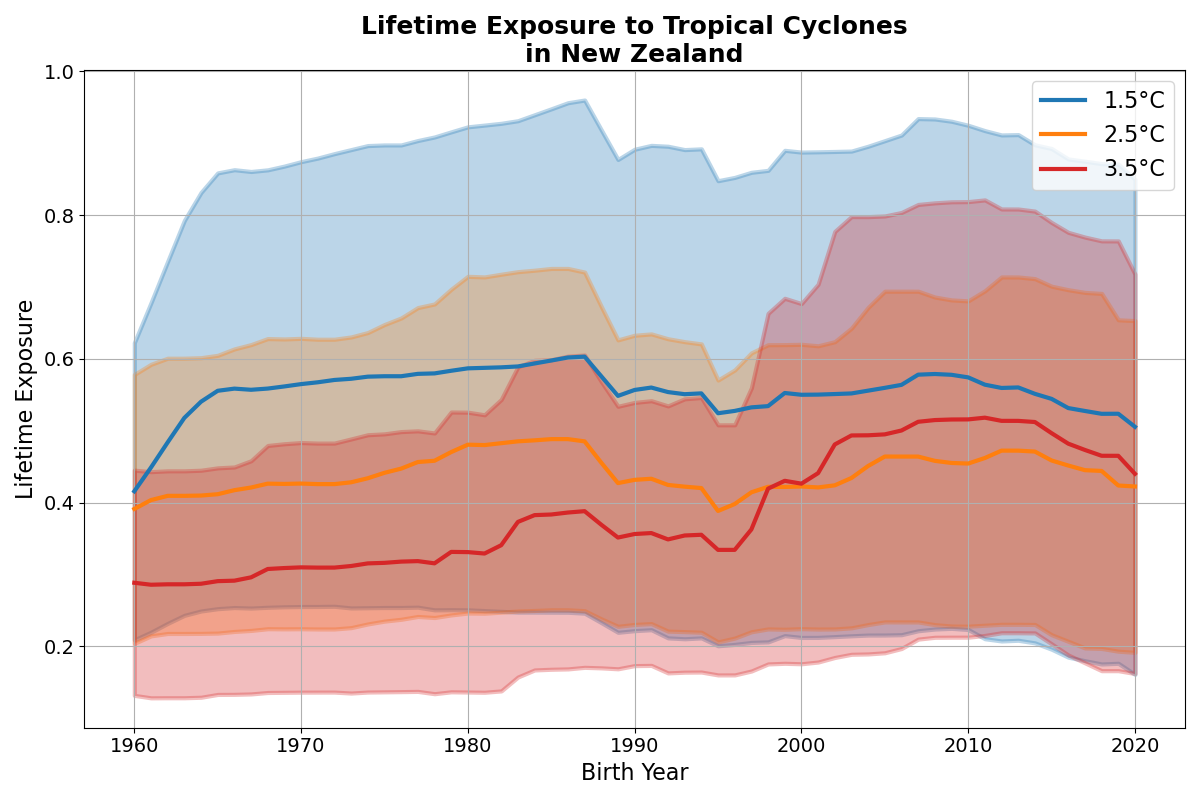 Lifetime Exposure to Tropical Cyclones
in New Zealand
1.0
0.8
0.6
0.4
0.2
Lifetime Exposure
1.5°C
2.5°C
3.5°C
1960 1970 1980 1990 2000 2010 2020
Birth Year